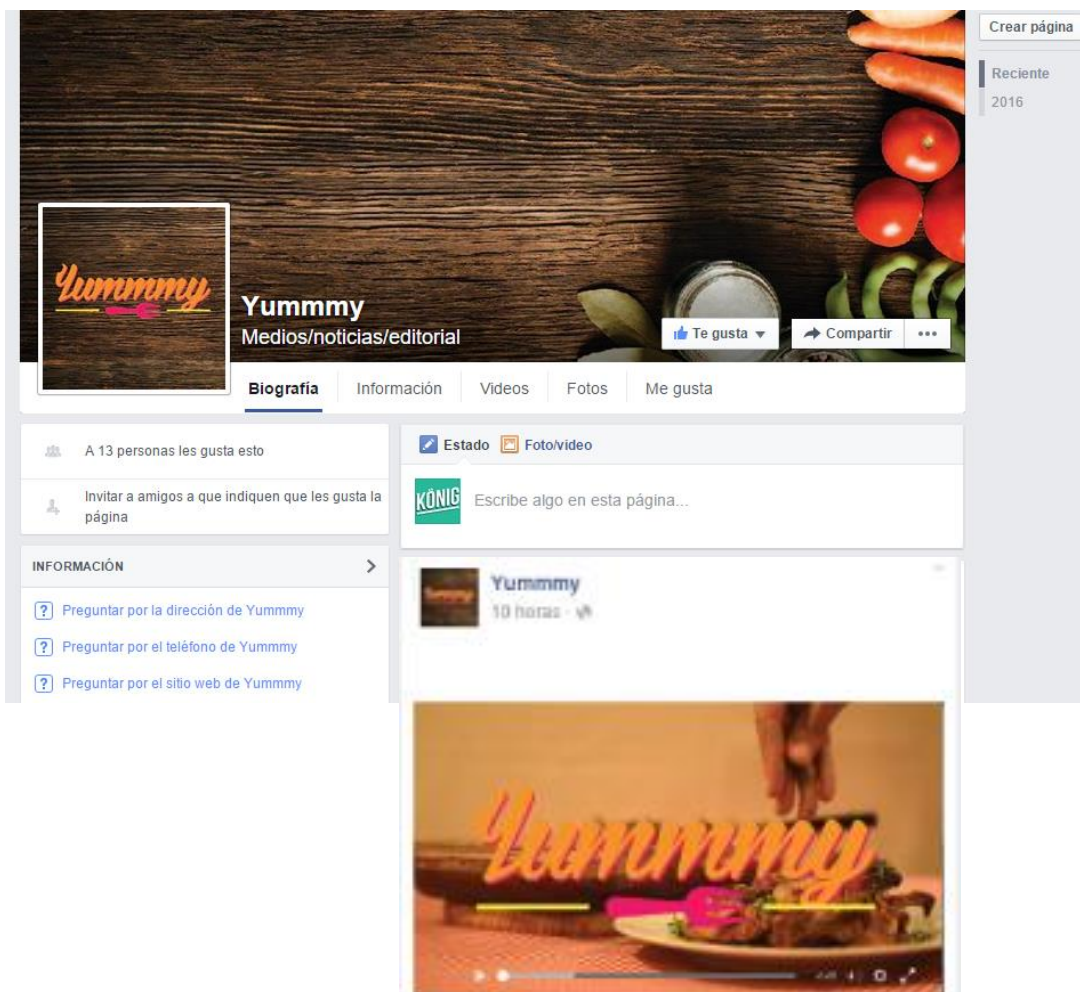 Crear página
Reciente
2016
Yummmy
Yummmy
Medios/noticias/editorial
Te gusta
Compartir
Biografía
Información
Videos
Fotos
Me gusta
A 13 personas les gusta esto
Invitar a amigos a que indiquen que les gusta la
página
INFORMACIÓN
? Preguntar por la dirección de Yummmy
? Preguntar por el teléfono de Yummmy
? Preguntar por el sitio web de Yummmy
Estado Foto/video
KÖNIG
Escribe algo en esta página...
Yummmy
10 horas ·
Yummmy